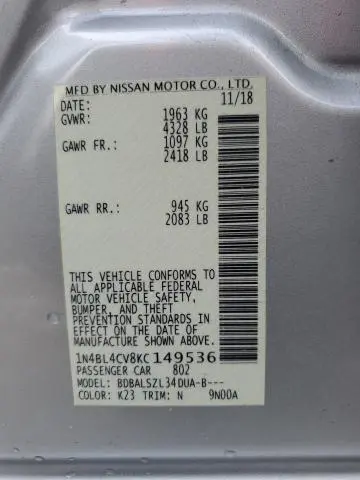 MFD BY NISSAN MOTOR CO., LTD.
DATE: 11/18
GVWR: 1963 KG
4328 LB
GAWR FR.: 1097 KG
2418 LB
GAWR RR.: 945 KG
2083 LB
THIS VEHICLE CONFORMS TO
ALL APPLICABLE FEDERAL
MOTOR VEHICLE SAFETY,
BUMPER, AND THEFT
PREVENTION STANDARDS IN
EFFECT ON THE DATE OF
MANUFACTURE SHOWN ABOVE.
1N4BL4CV8KC149536
PASSENGER CAR 802
MODEL: BDBALSZL34DUA-B---
COLOR: K23 TRIM: N 9N00A